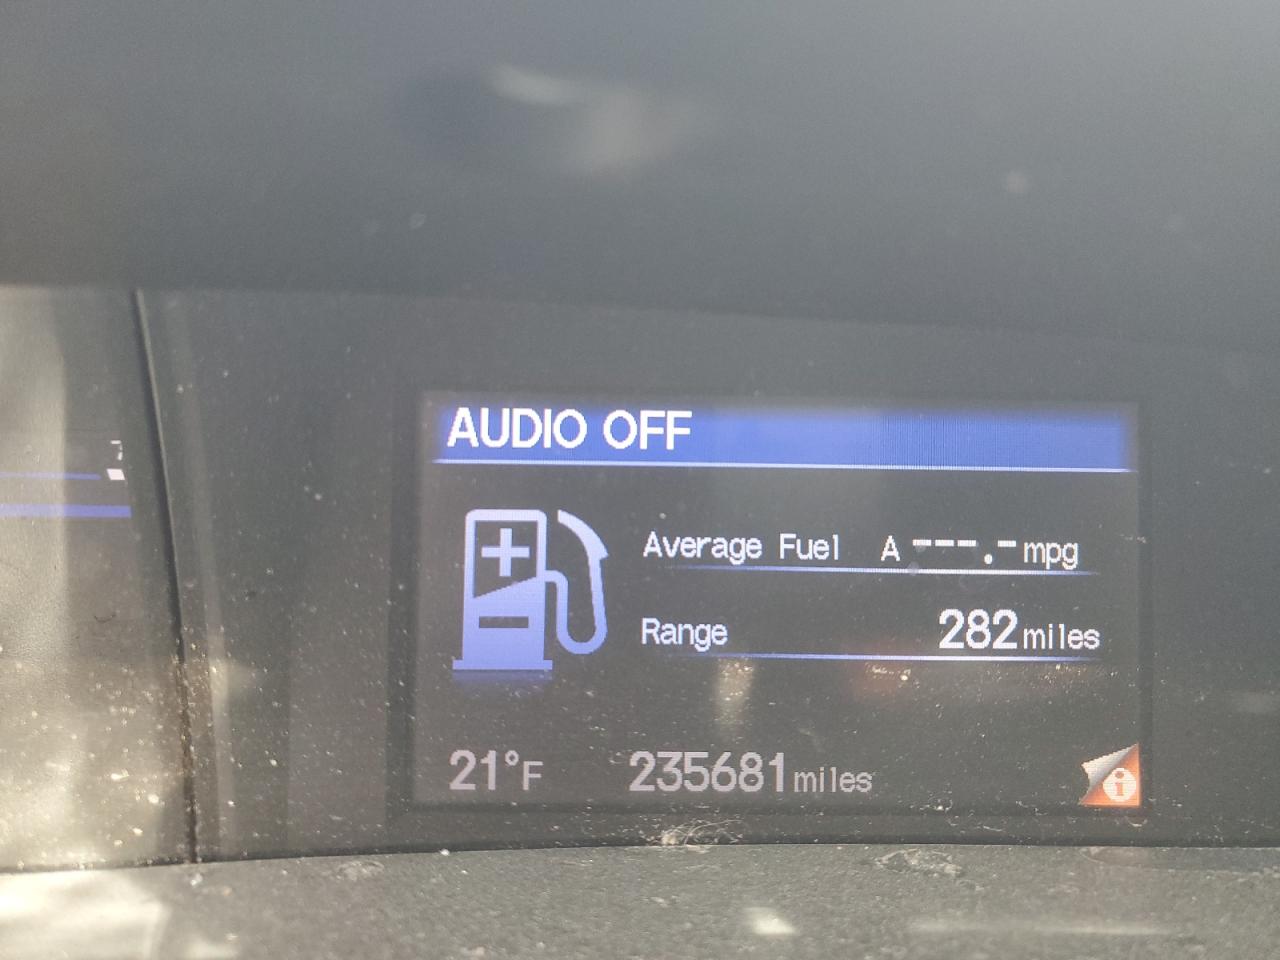 AUDIO OFF
Average Fuel A ---.- mpg
Range 282 miles
21°F 235681 miles
i